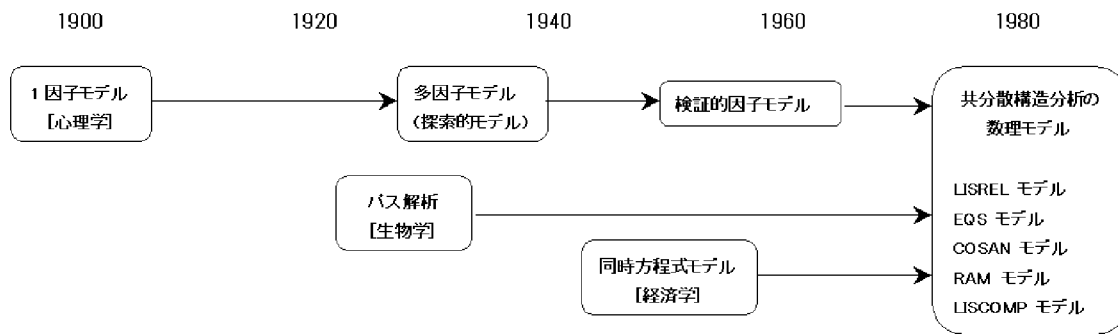 1900
1920
1940
1960
1980
1 因子モデル
[心理学]
多因子モデル
(探索的モデル)
検証的因子モデル
共分散構造分析の
数理モデル
パス解析
[生物学]
同時方程式モデル
[経済学]
LISREL モデル
EQS モデル
COSAN モデル
RAM モデル
LISCOMP モデル